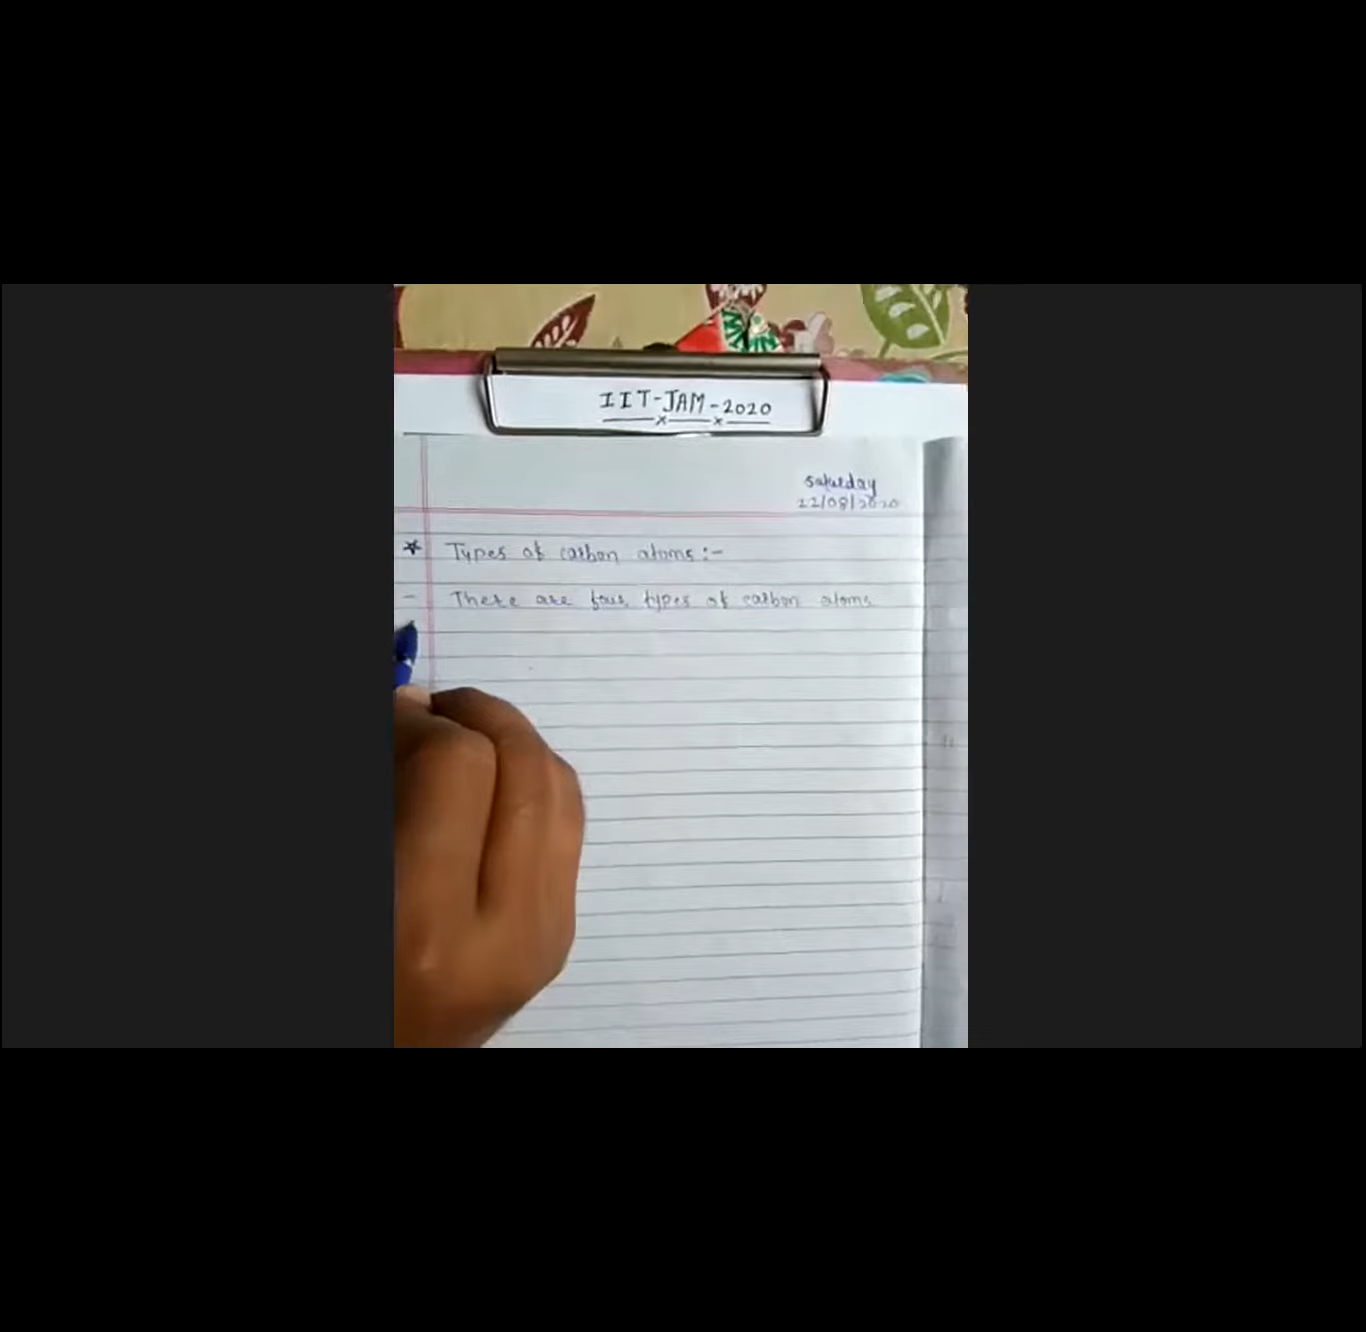 IIT-JAM-2020
Saturday
22/08/2020
* Types of carbon atoms:-
- There are four types of carbon atoms